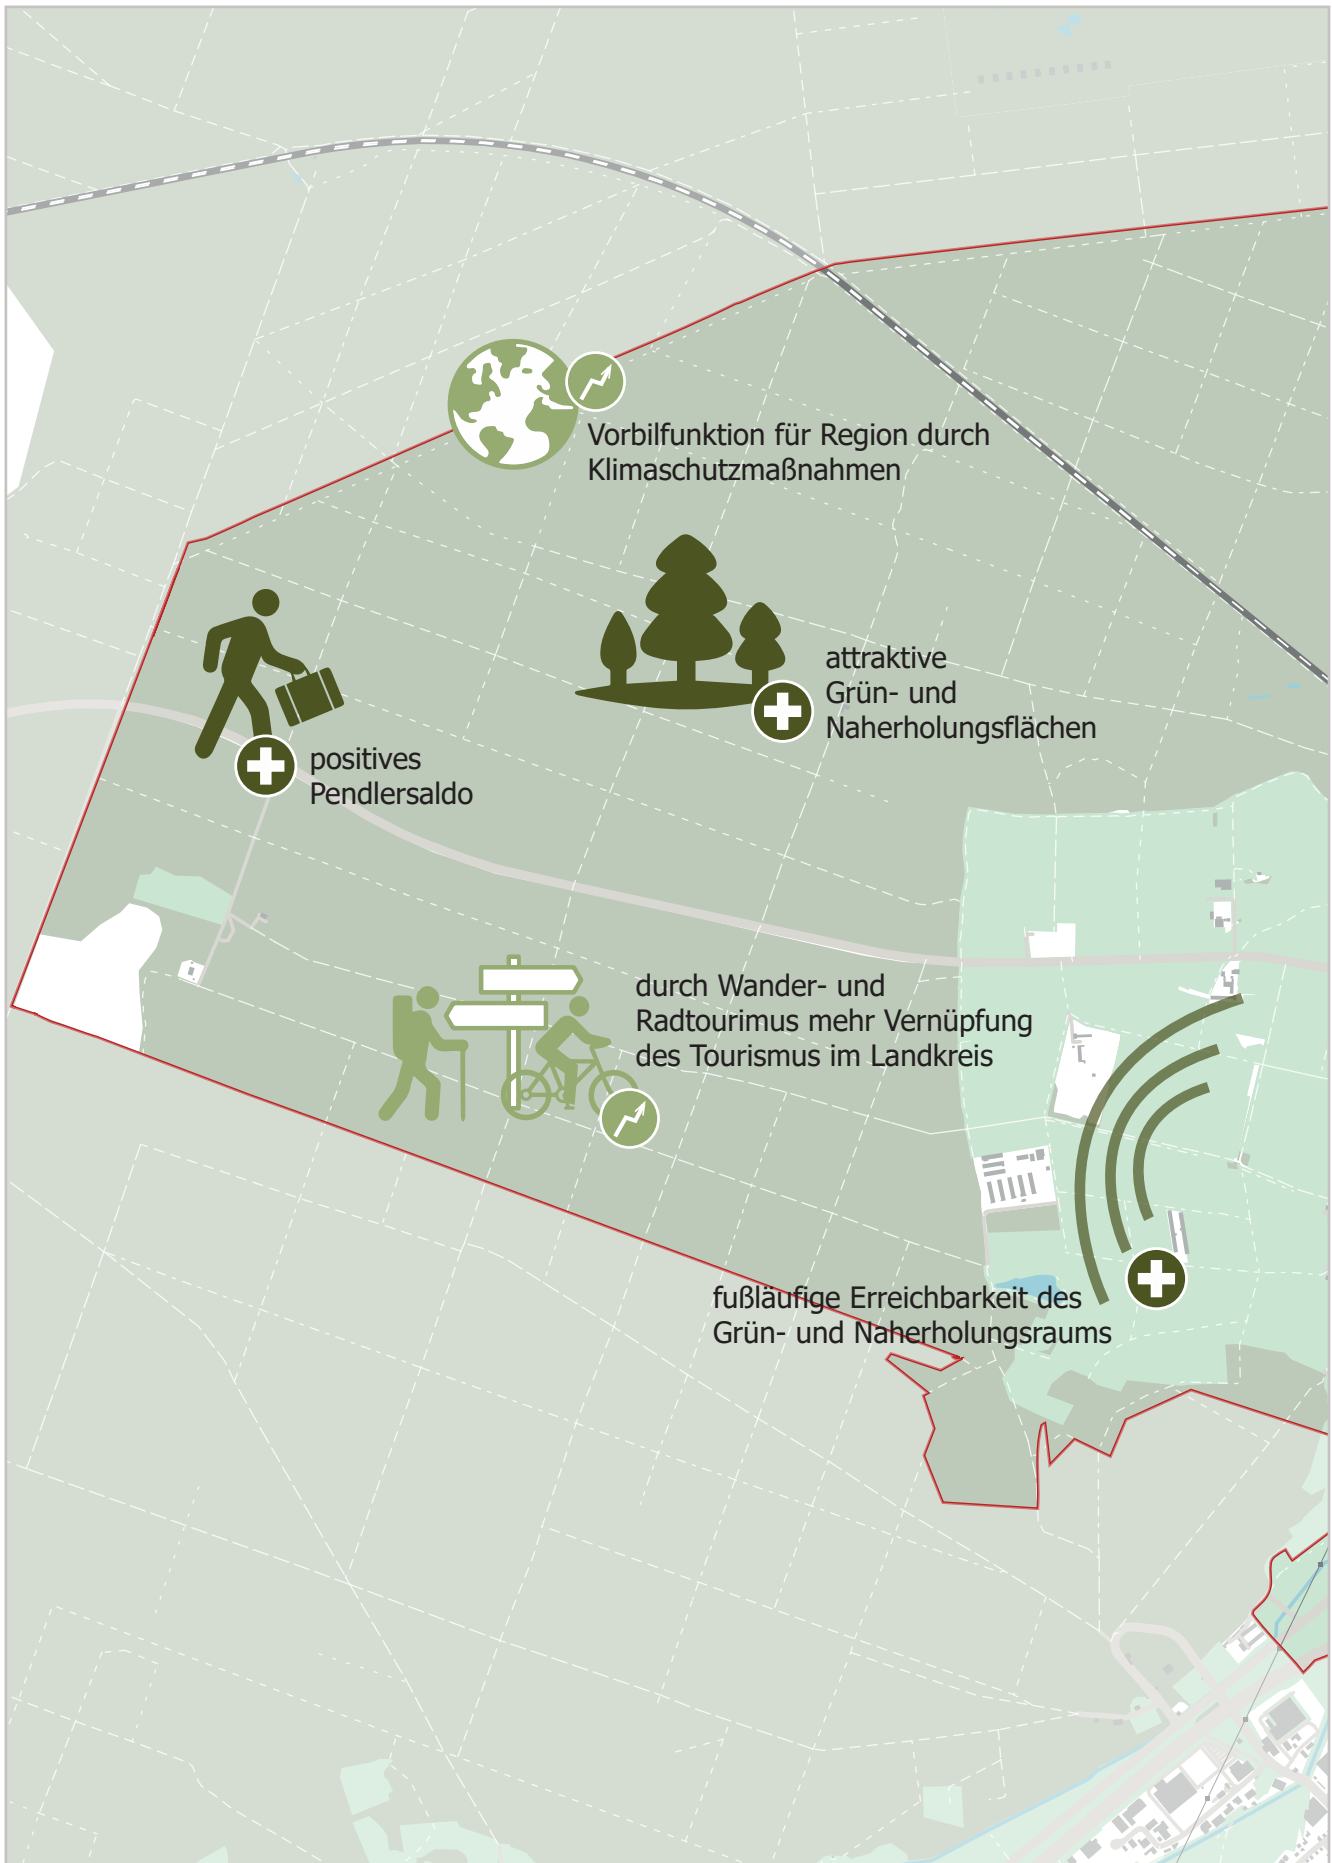 Vorbilfunktion für Region durch
Klimaschutzmaßnahmen
attraktive
Grün- und
Naherholungsflächen
positives
Pendlersaldo
durch Wander- und
Radtourimus mehr Vernüpfung
des Tourismus im Landkreis
fußläufige Erreichbarkeit des
Grün- und Naherholungsraums